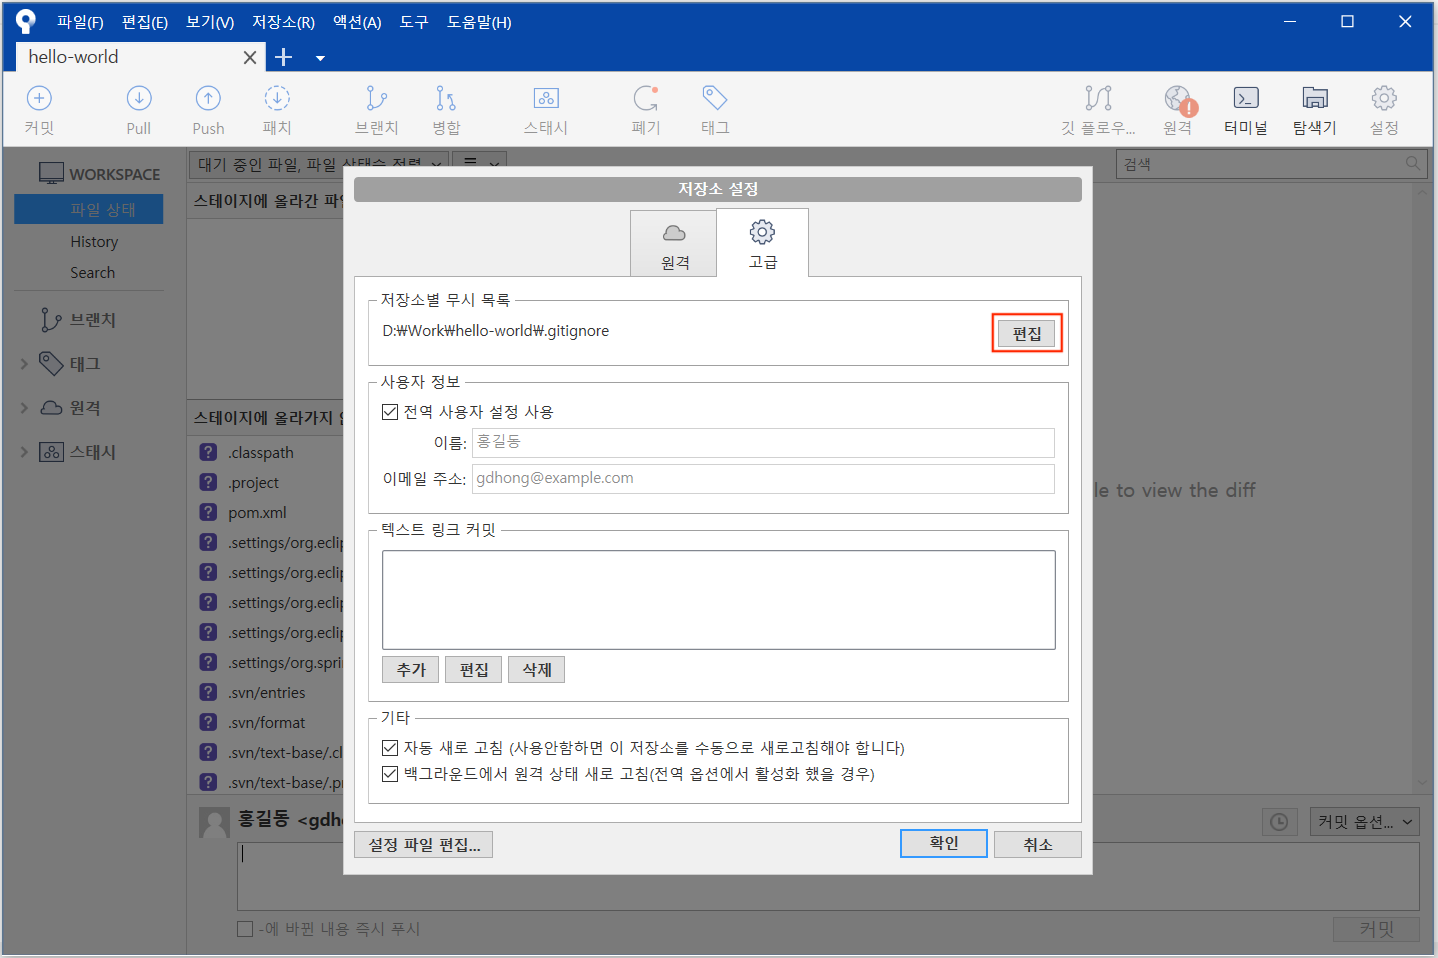 파일(F) 편집(E) 보기(V) 저장소(R) 액션(A) 도구 도움말(H)
hello-world
커밋 Pull Push 패치 브랜치 병합 스태시 폐기 태그 깃 플로우... 원격 터미널 탐색기 설정
WORKSPACE
파일 상태
History
Search
브랜치
태그
원격
스태시
대기 중인 파일, 파일 상태순 정렬
검색
스테이지에 올라간 파일
스테이지에 올라가지
.classpath
.project
pom.xml
.settings/org.eclip
.settings/org.eclip
.settings/org.eclip
.settings/org.eclip
.settings/org.sprin
.svn/entries
.svn/format
.svn/text-base/.cl
.svn/text-base/.pr
le to view the diff
저장소 설정
원격 고급
저장소별 무시 목록
D:₩Work₩hello-world₩.gitignore 편집
사용자 정보
전역 사용자 설정 사용
이름: 홍길동
이메일 주소: gdhong@example.com
텍스트 링크 커밋
추가 편집 삭제
기타
자동 새로 고침 (사용안함하면 이 저장소를 수동으로 새로고침해야 합니다)
백그라운드에서 원격 상태 새로 고침(전역 옵션에서 활성화 했을 경우)
설정 파일 편집... 확인 취소
홍길동 <gdh
커밋 옵션...
-에 바뀐 내용 즉시 푸시
커밋